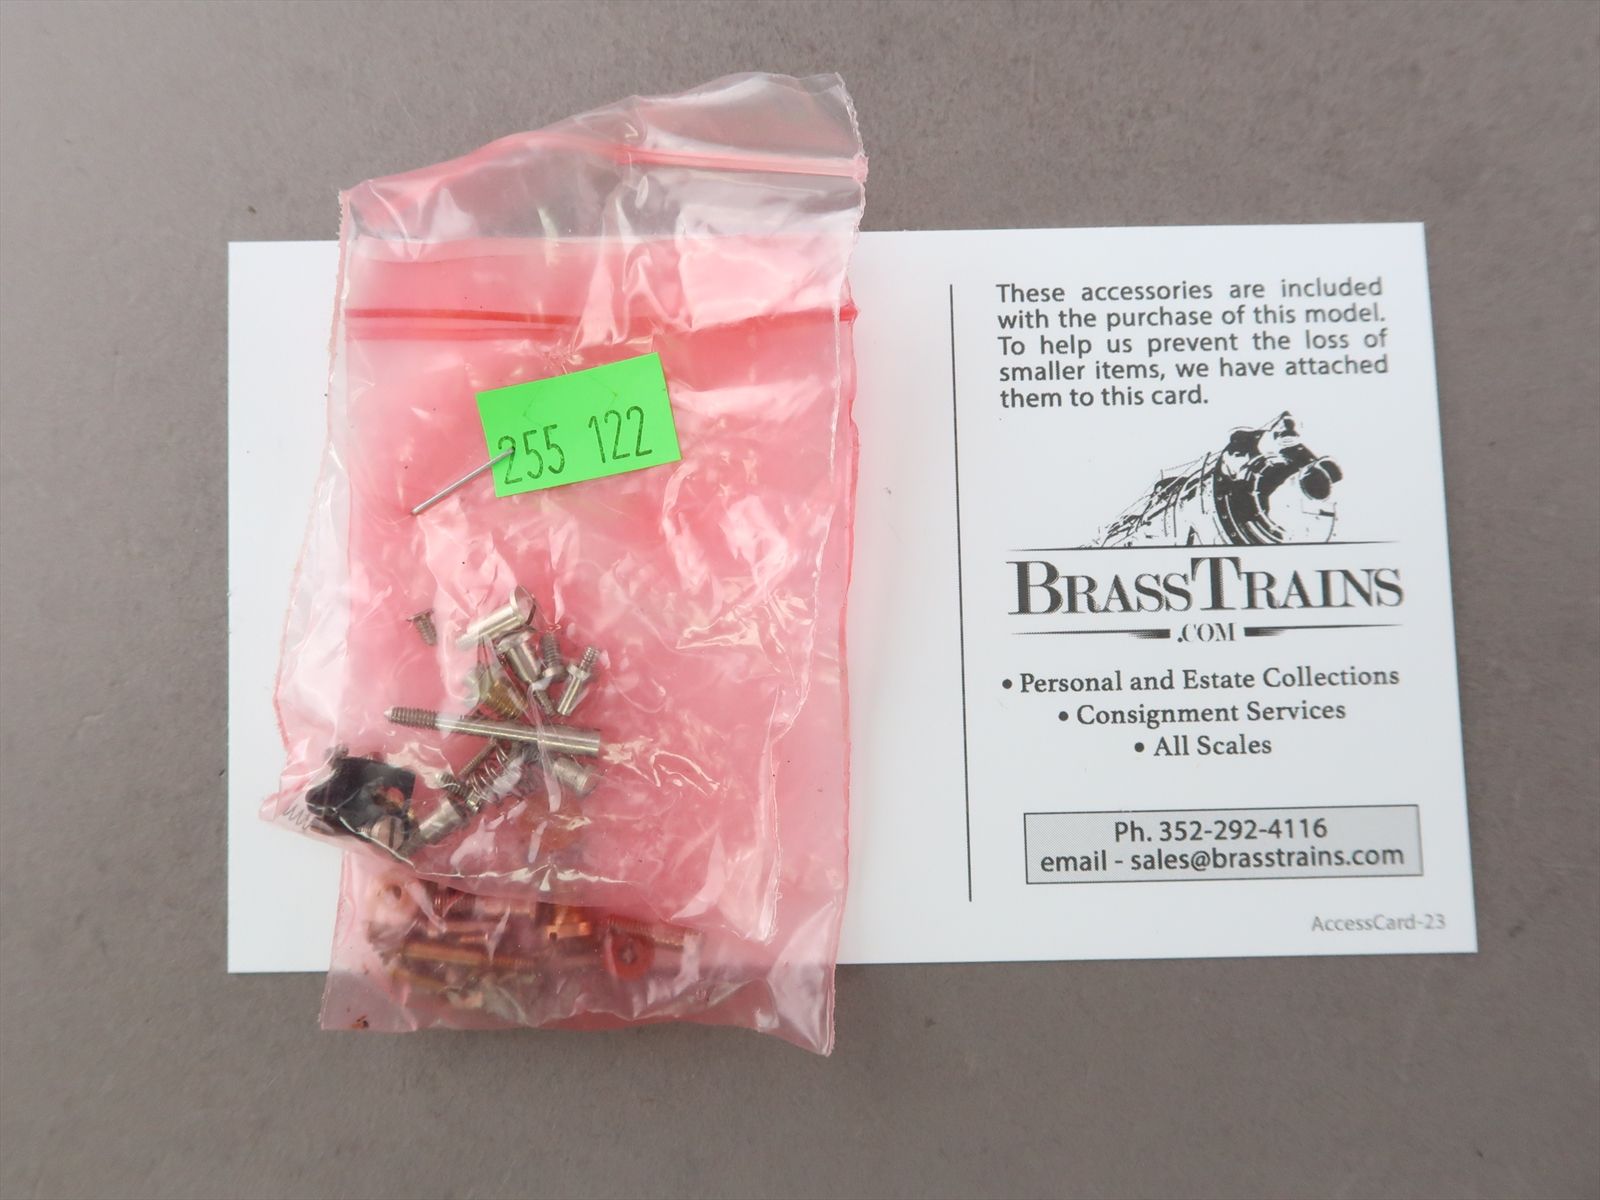 255 122
These accessories are included
with the purchase of this model.
To help us prevent the loss of
smaller items, we have attached
them to this card.
BRASSTRAINS
.COM
• Personal and Estate Collections
• Consignment Services
• All Scales
Ph. 352-292-4116
email - sales@brasstrains.com
AccessCard-23